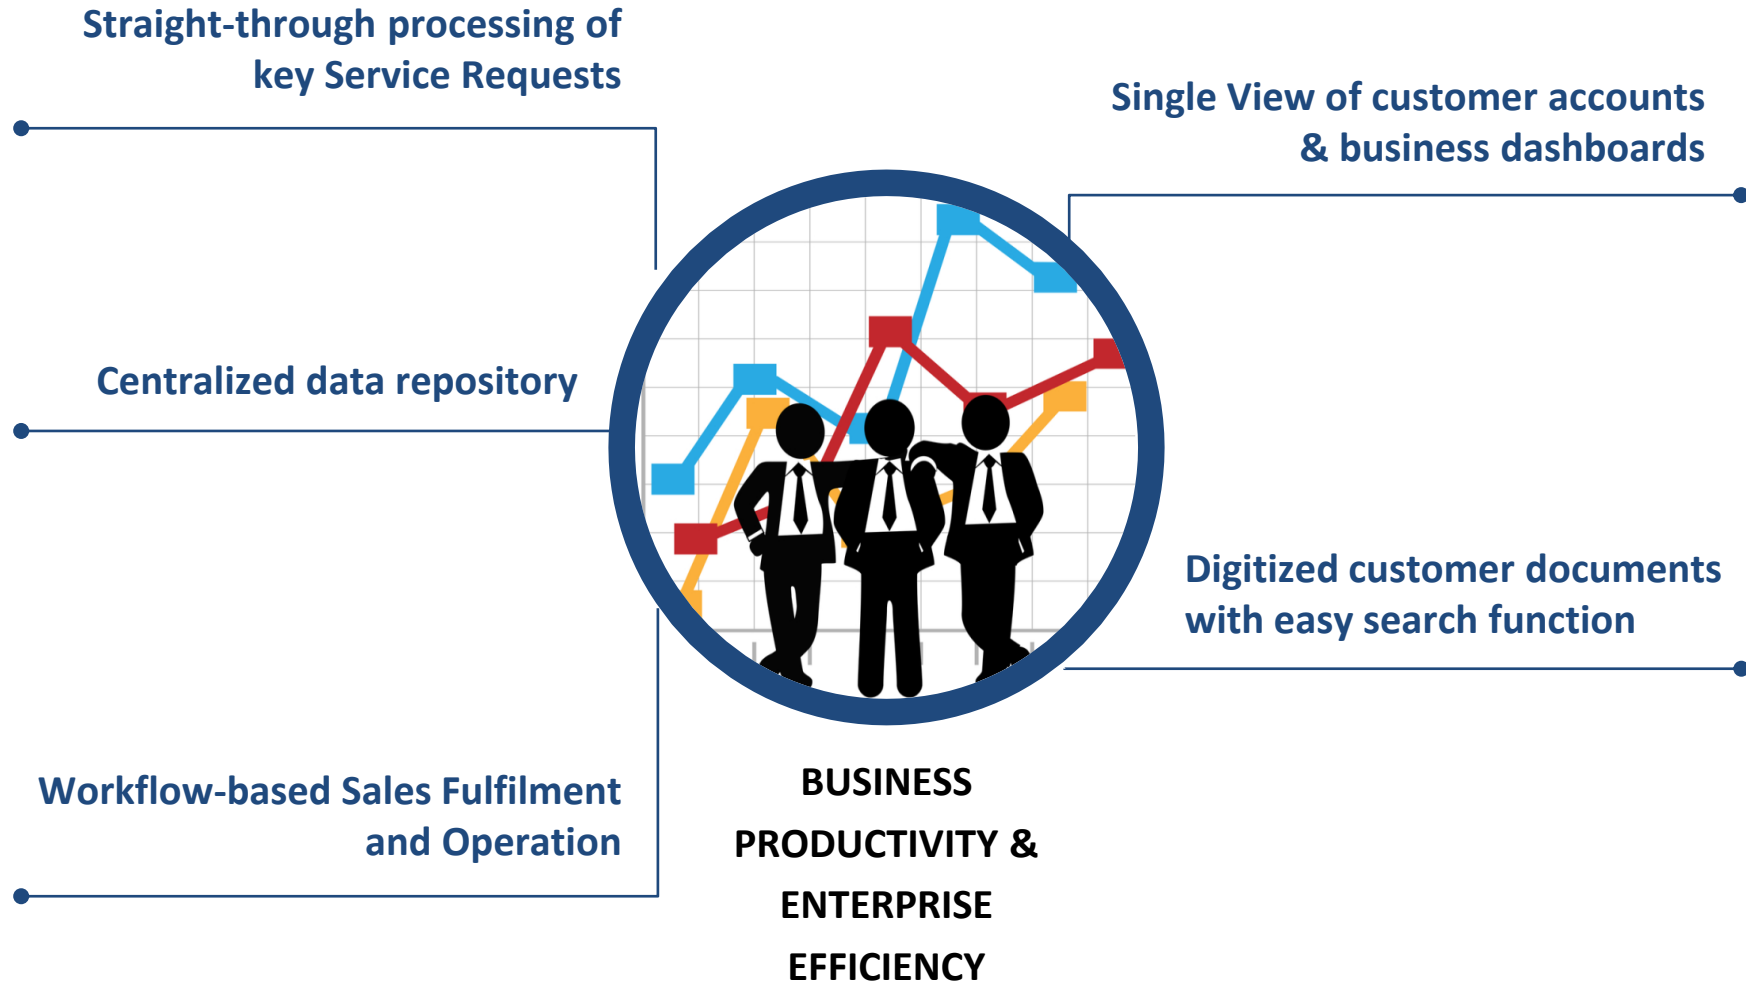 Straight-through processing of
key Service Requests
Single View of customer accounts
& business dashboards
Centralized data repository
Digitized customer documents
with easy search function
Workflow-based Sales Fulfilment
and Operation
BUSINESS
PRODUCTIVITY &
ENTERPRISE
EFFICIENCY